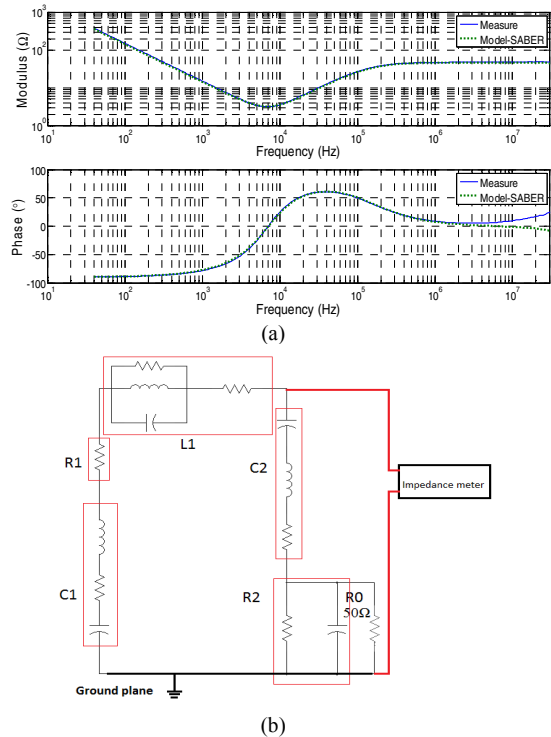 10³
10²
10⁰
Modulus (Ω)
Measure
Model-SABER
10¹ 10² 10³ 10⁴ 10⁵ 10⁶ 10⁷
Frequency (Hz)
100
50
0
-50
-100
Phase (°)
Measure
Model-SABER
10¹ 10² 10³ 10⁴ 10⁵ 10⁶ 10⁷
Frequency (Hz)
(a)
L1
R1
C2
Impedance meter
C1
R2
R0
50Ω
Ground plane
(b)